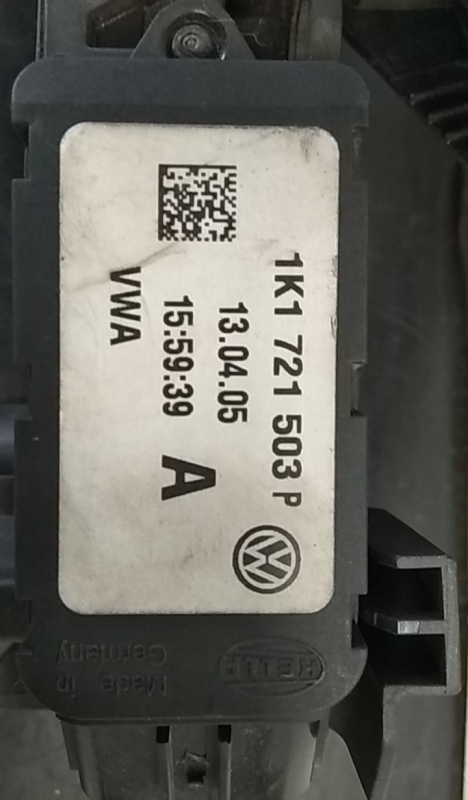 1K1 721 503 P
13.04.05
15:59:39 A
VWA
HELLA
Made in
Germany